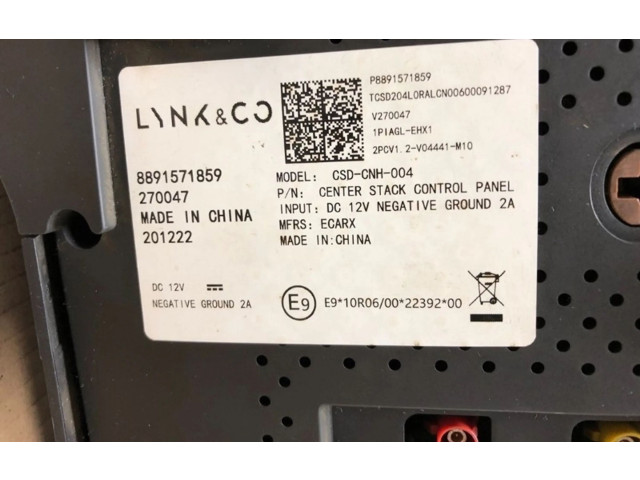 LYNK&CO
P8891571859
TCSD204L0RALCN00600091287
V270047
1PIAGL-EHX1
2PCV1.2-V04441-M10
8891571859
270047
MADE IN CHINA
201222
MODEL: CSD-CNH-004
P/N: CENTER STACK CONTROL PANEL
INPUT: DC 12V NEGATIVE GROUND 2A
MFRS: ECARX
MADE IN:CHINA
DC 12V
NEGATIVE GROUND 2A
E9
E9*10R06/00*22392*00